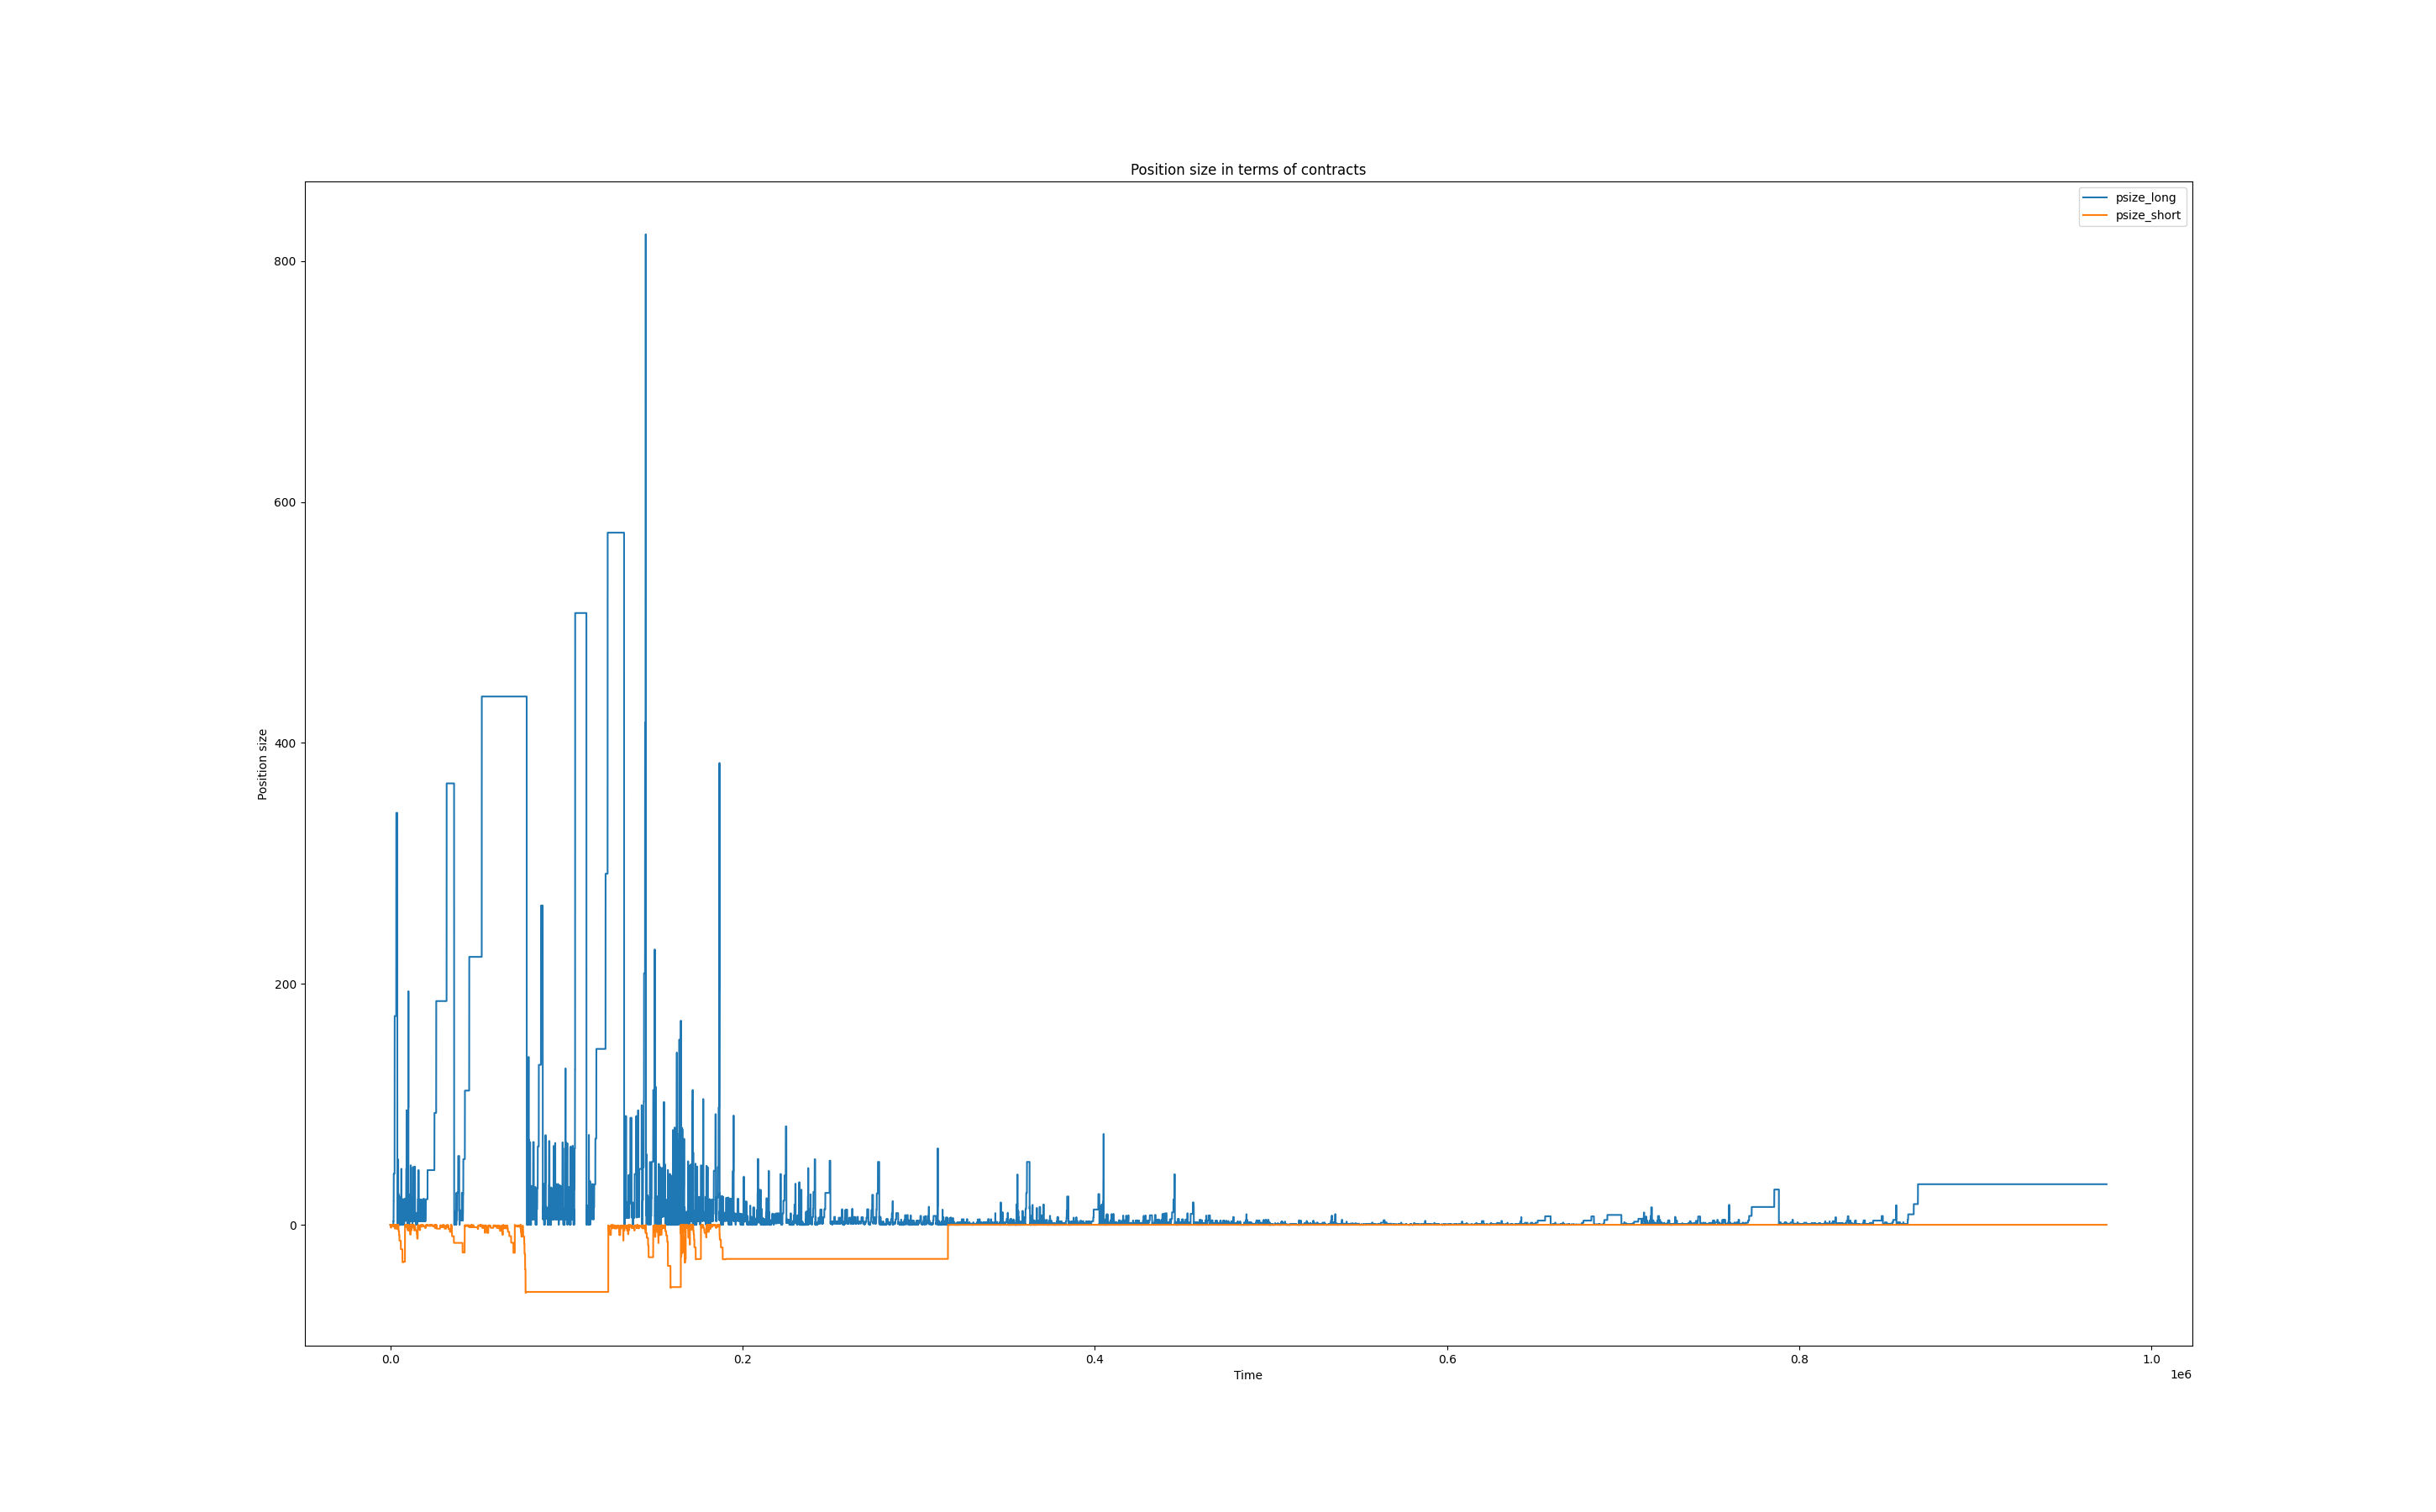 Position size in terms of contracts
psize_long
psize_short
800
600
400
200
0
Position size
0.0 0.2 0.4 0.6 0.8 1.0
Time
1e6